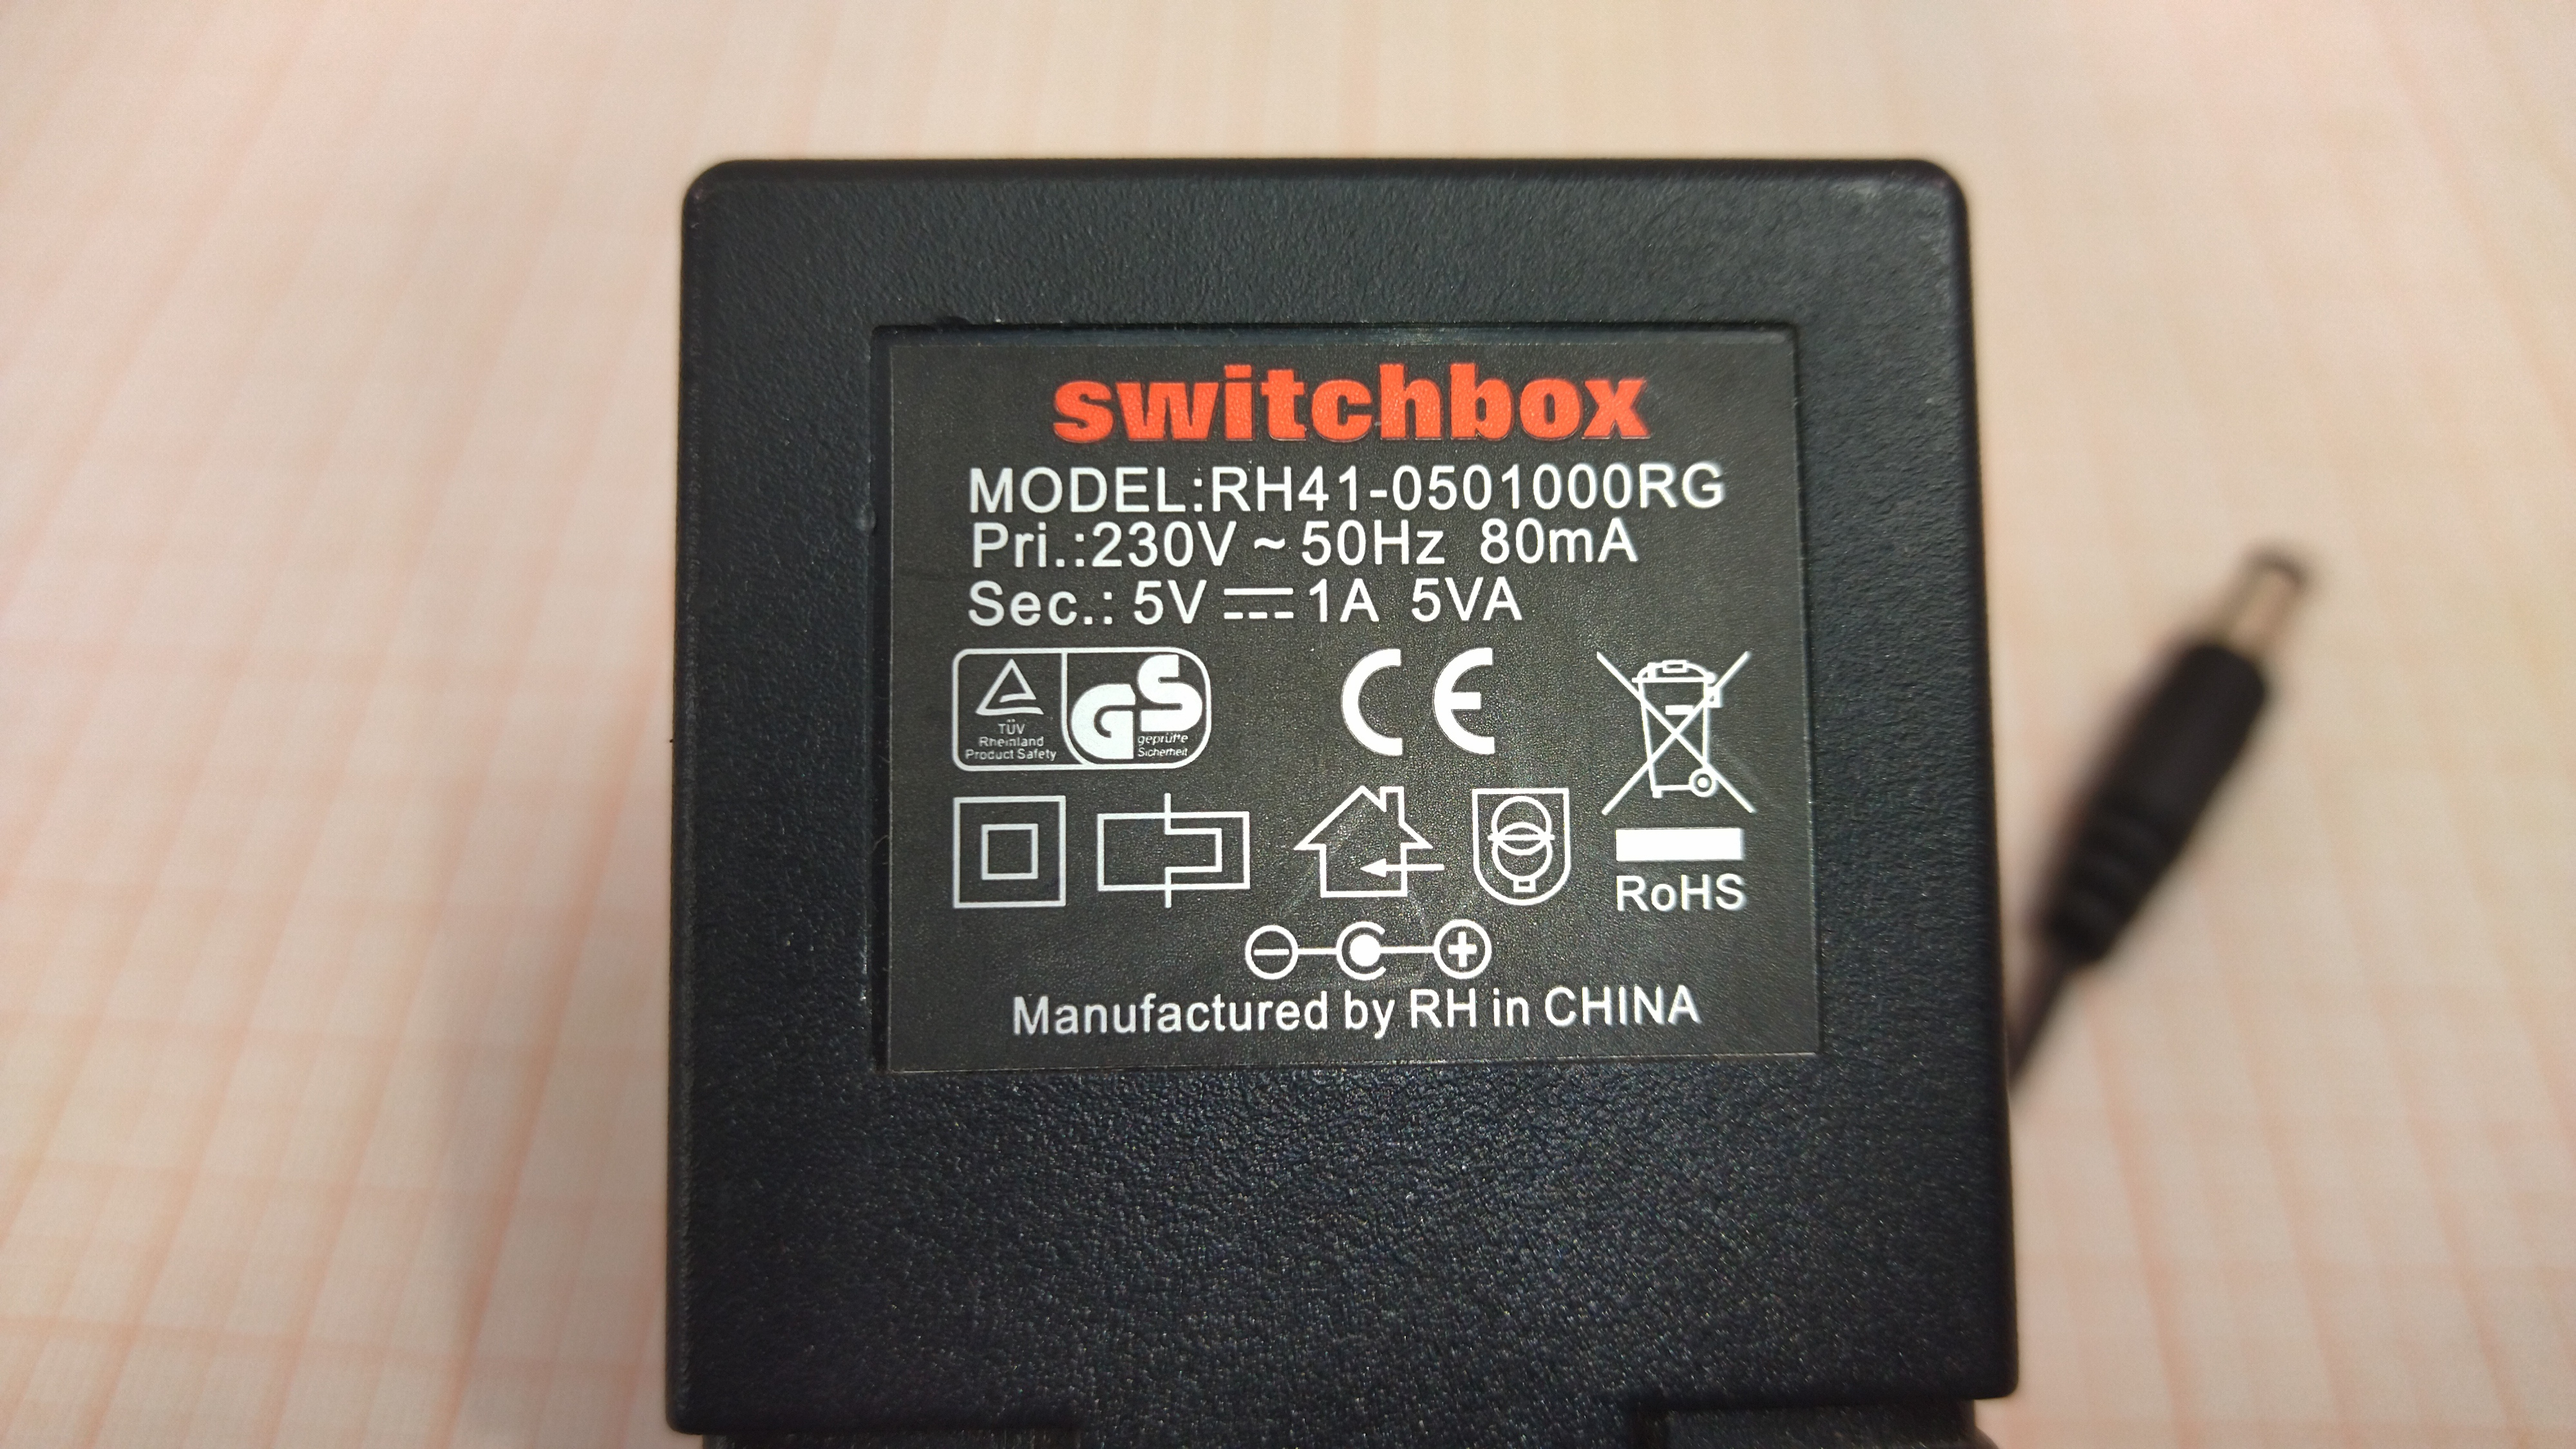 switchbox
MODEL:RH41-0501000RG
Pri.:230V ~ 50Hz 80mA
Sec.: 5V ⎓ 1A 5VA
TÜV
Rheinland
Product Safety
GS
geprüfte
Sicherheit
CE
RoHS
Manufactured by RH in CHINA